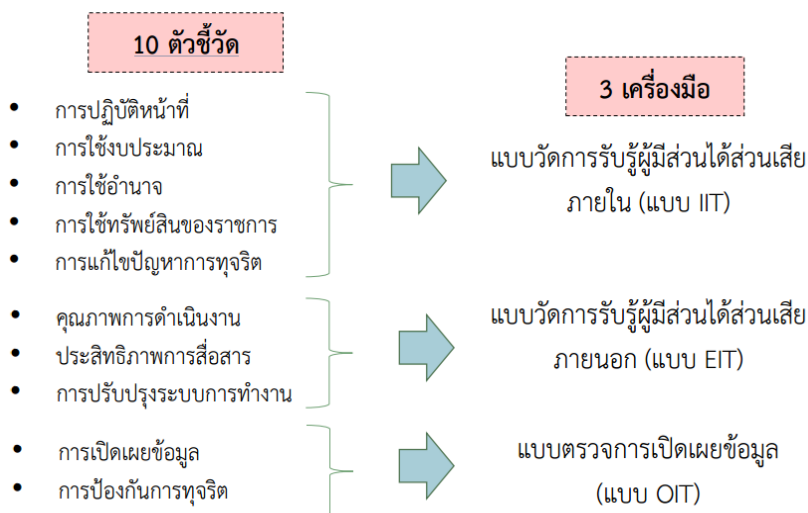 10 ตัวชี้วัด
• การปฏิบัติหน้าที่
• การใช้งบประมาณ
• การใช้อำนาจ
• การใช้ทรัพย์สินของราชการ
• การแก้ไขปัญหาการทุจริต
• คุณภาพการดำเนินงาน
• ประสิทธิภาพการสื่อสาร
• การปรับปรุงระบบการทำงาน
• การเปิดเผยข้อมูล
• การป้องกันการทุจริต
3 เครื่องมือ
แบบวัดการรับรู้ผู้มีส่วนได้ส่วนเสีย
ภายใน (แบบ IIT)
แบบวัดการรับรู้ผู้มีส่วนได้ส่วนเสีย
ภายนอก (แบบ EIT)
แบบตรวจการเปิดเผยข้อมูล
(แบบ OIT)